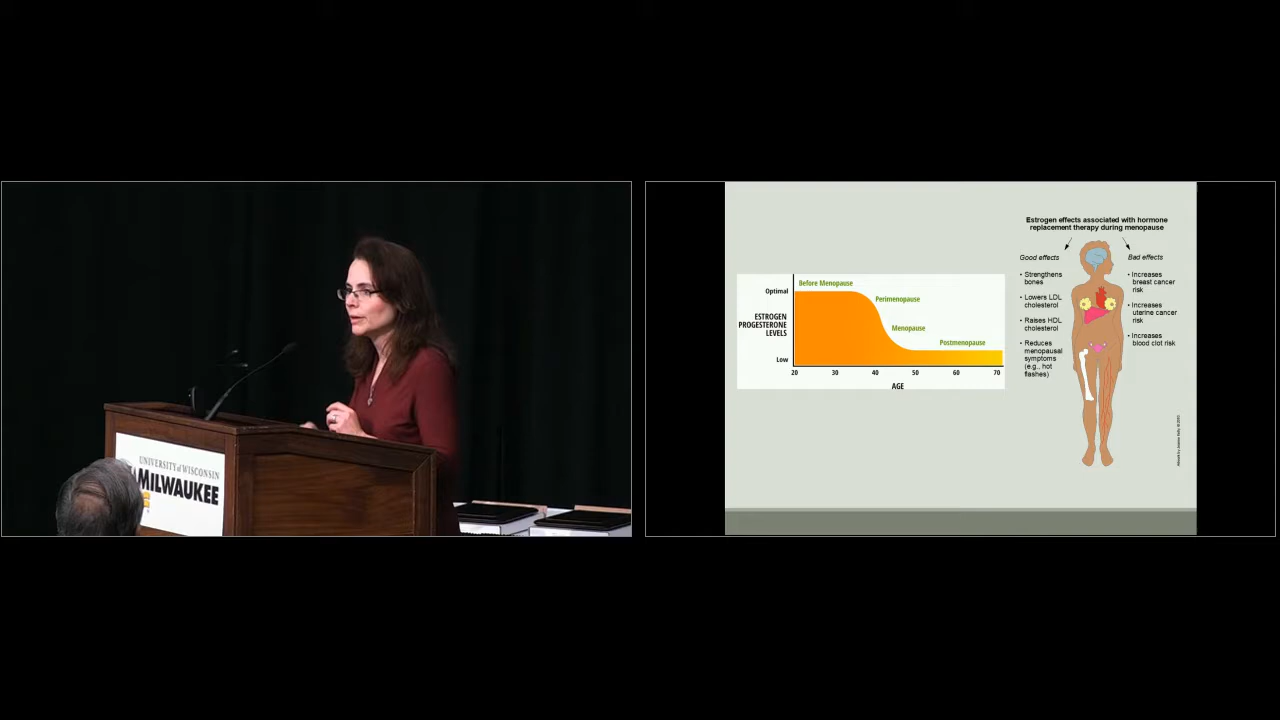 UNIVERSITY of WISCONSIN
MILWAUKEE
Before Menopause
Optimal
Perimenopause
ESTROGEN
PROGESTERONE
LEVELS
Menopause
Postmenopause
Low
20 30 40 50 60 70
AGE
Estrogen effects associated with hormone
replacement therapy during menopause
Good effects
• Strengthens
bones
• Lowers LDL
cholesterol
• Raises HDL
cholesterol
• Reduces
menopausal
symptoms
(e.g., hot
flashes)
Bad effects
• Increases
breast cancer
risk
• Increases
uterine cancer
risk
• Increases
blood clot risk